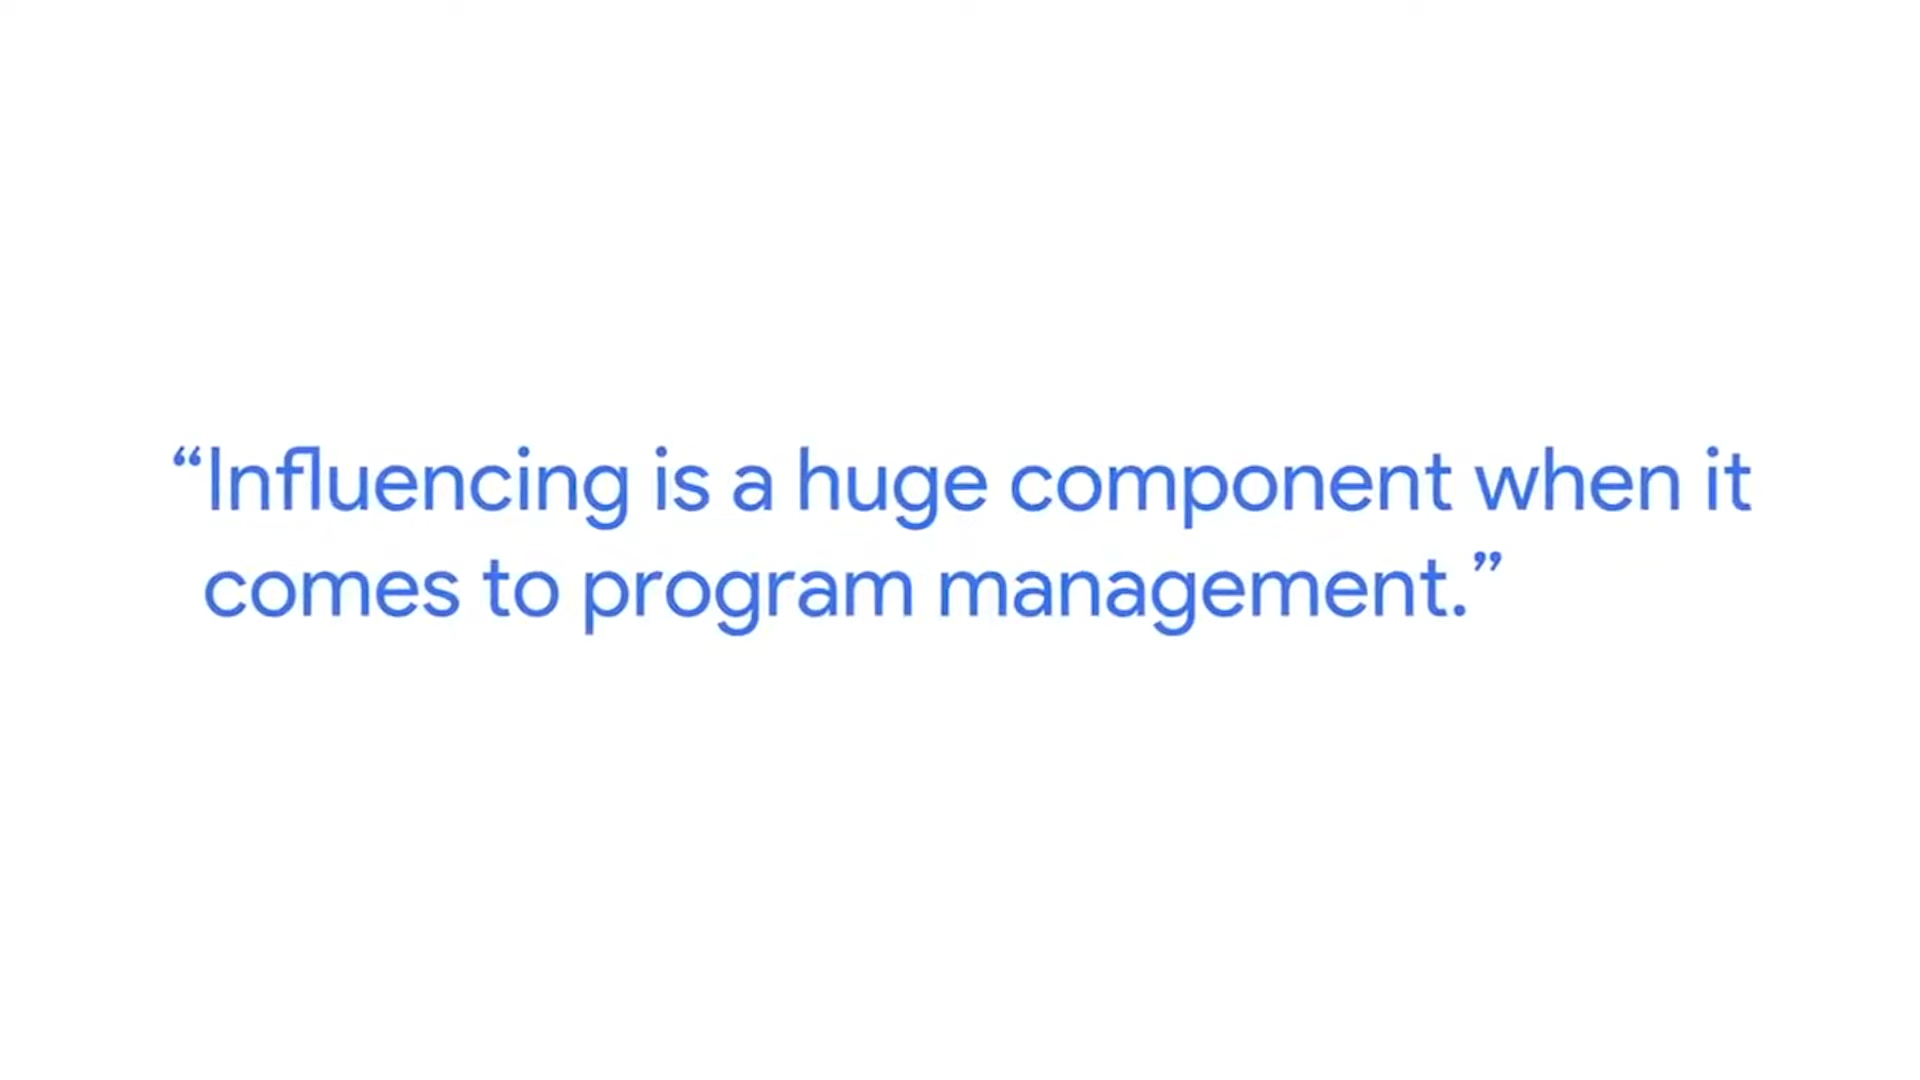 “Influencing is a huge component when it
comes to program management.”